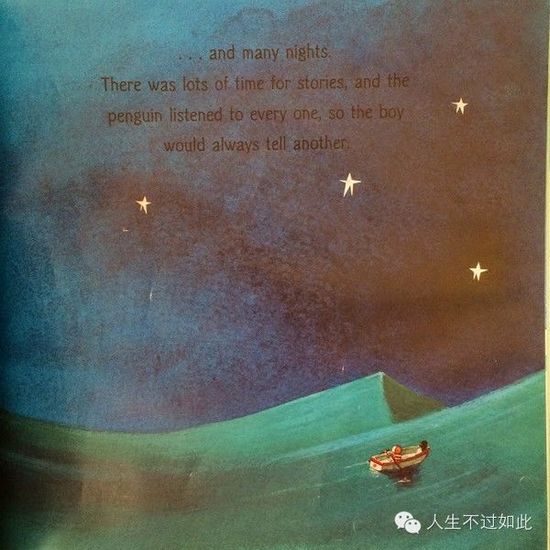 . . . and many nights.
There was lots of time for stories, and the
penguin listened to every one, so the boy
would always tell another.
人生不过如此